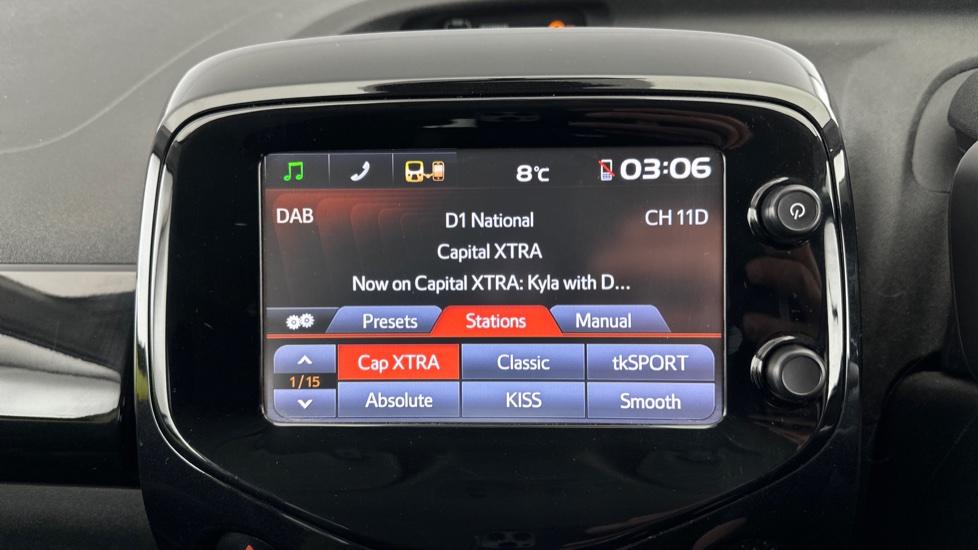 8°C
03:06
DAB
D1 National
CH 11D
Capital XTRA
Now on Capital XTRA: Kyla with D...
Presets
Stations
Manual
1/15
Cap XTRA
Classic
tkSPORT
Absolute
KISS
Smooth